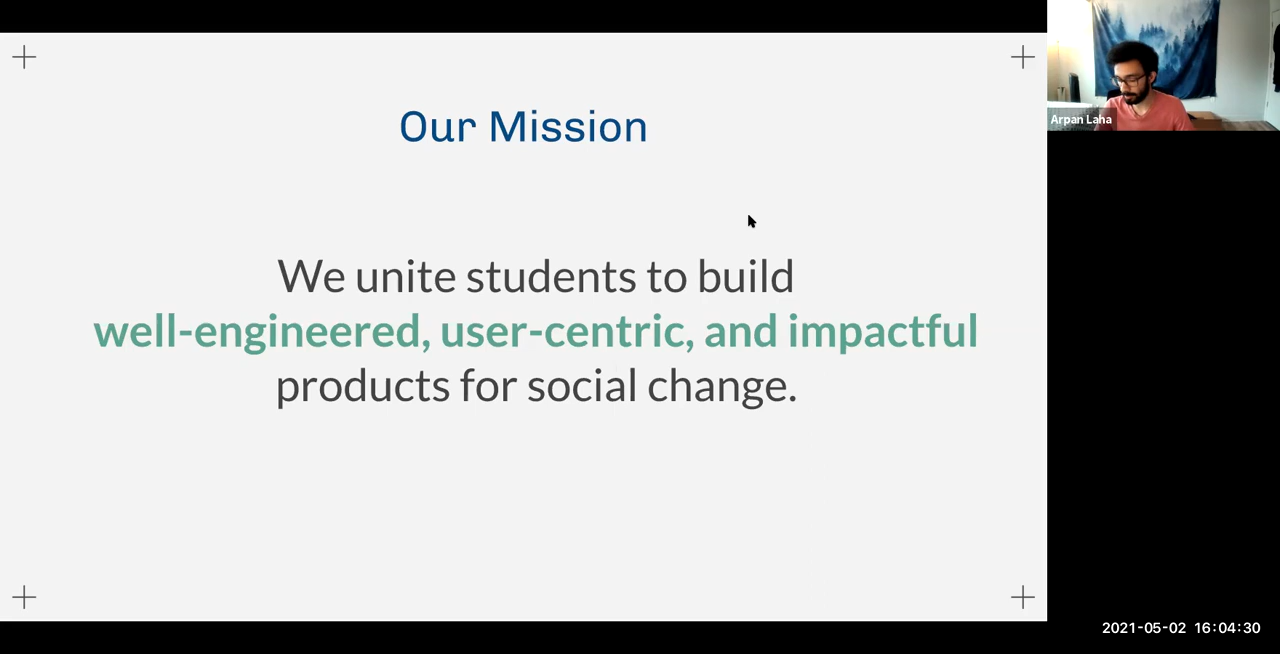 Our Mission
We unite students to build
well-engineered, user-centric, and impactful
products for social change.
Arpan Laha
2021-05-02 16:04:30